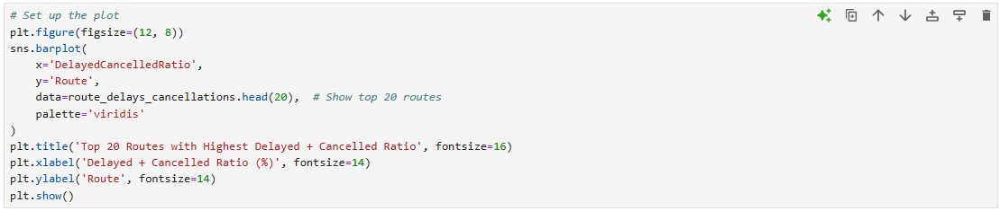 # Set up the plot
plt.figure(figsize=(12, 8))
sns.barplot(
    x='DelayedCancelledRatio',
    y='Route',
    data=route_delays_cancellations.head(20),  # Show top 20 routes
    palette='viridis'
)
plt.title('Top 20 Routes with Highest Delayed + Cancelled Ratio', fontsize=16)
plt.xlabel('Delayed + Cancelled Ratio (%)', fontsize=14)
plt.ylabel('Route', fontsize=14)
plt.show()